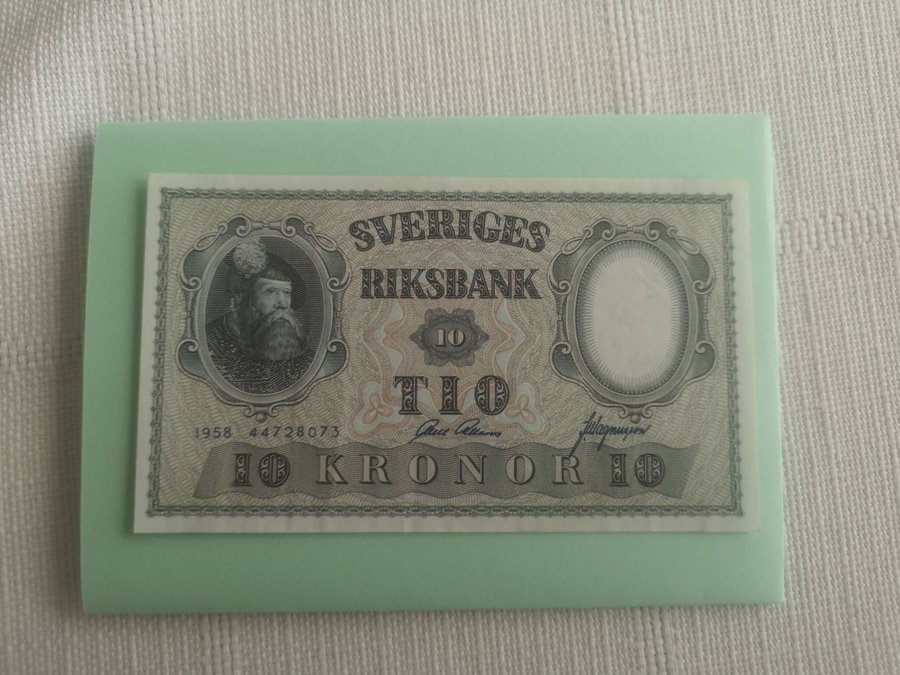 SVERIGES
RIKSBANK
10
TIO
1958 44728073
10 KRONOR 10